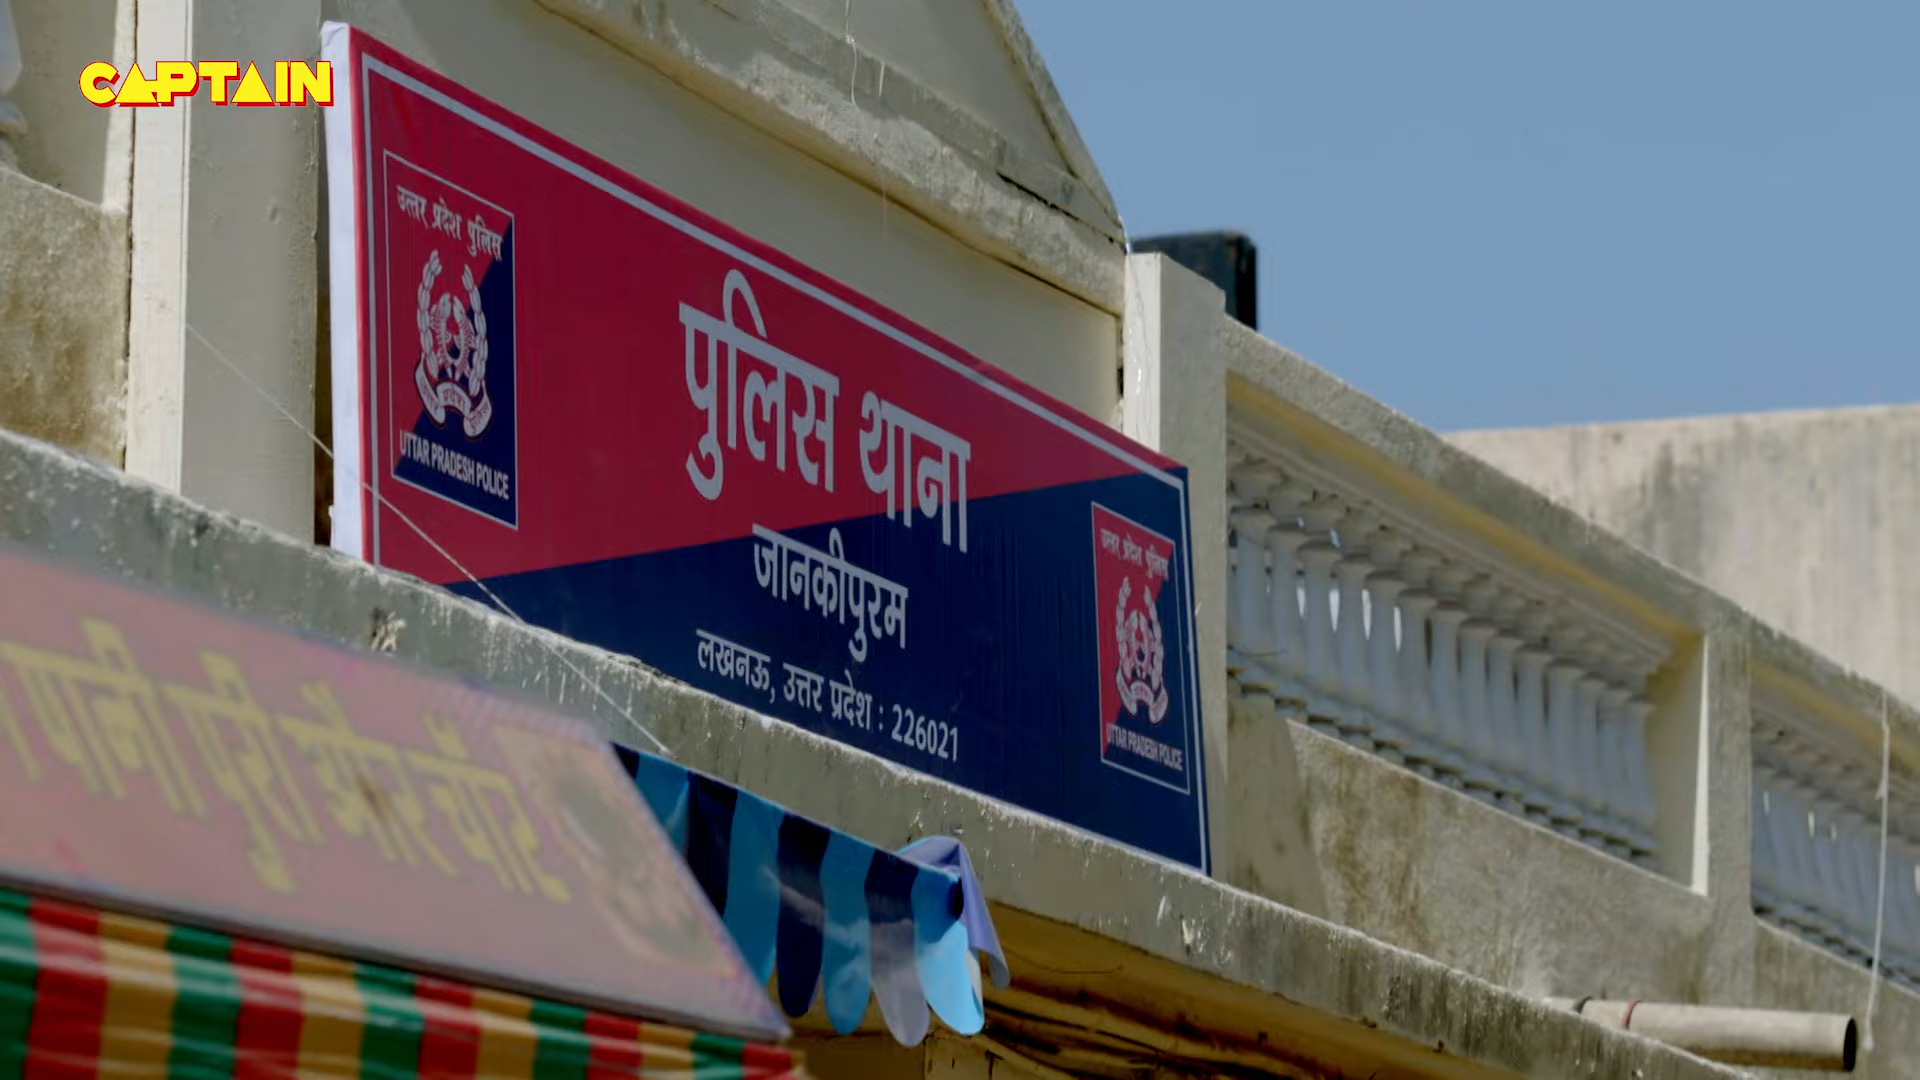 CAPTAIN
उत्तर प्रदेश पुलिस
UTTAR PRADESH POLICE
पुलिस थाना
जानकीपुरम
लखनऊ, उत्तर प्रदेश : 226021
उत्तर प्रदेश पुलिस
UTTAR PRADESH POLICE
पानी पूरी और चाट